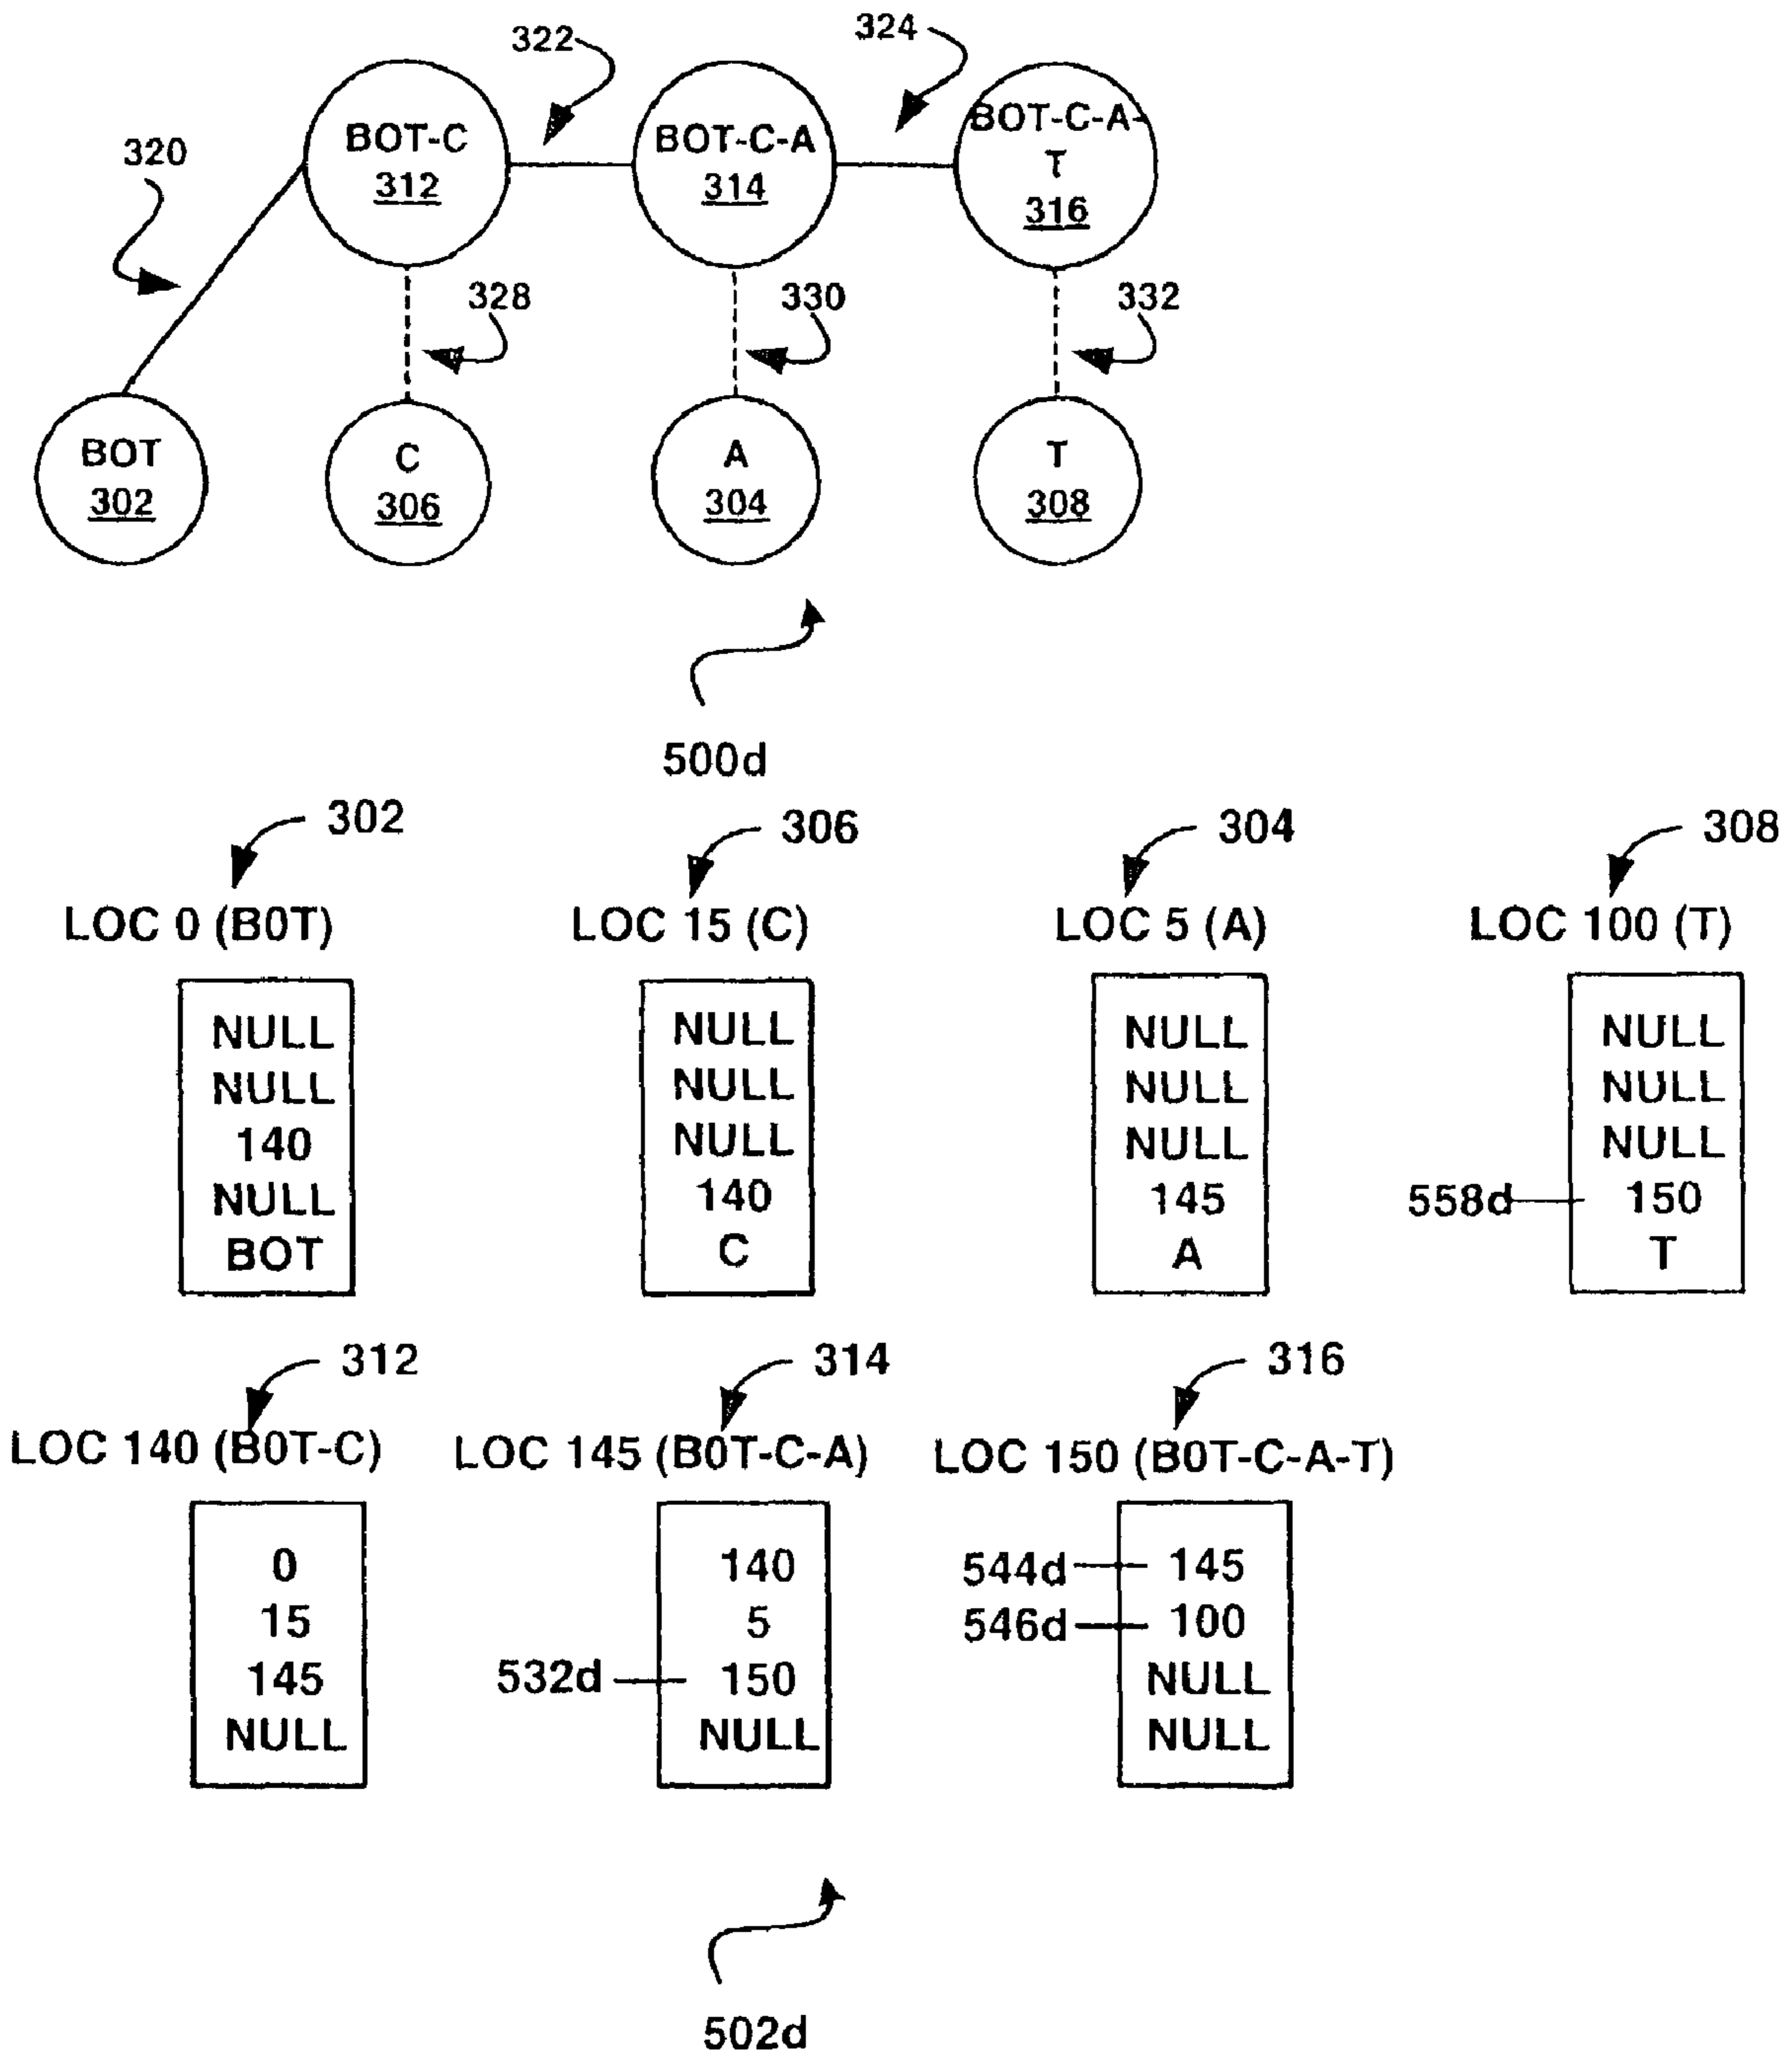 322
324
320
BOT-C
312
BOT-C-A
314
BOT-C-A-
T
316
328
330
332
BOT
302
C
306
A
304
T
308
500d
302
306
304
308
LOC 0 (B0T)
LOC 15 (C)
LOC 5 (A)
LOC 100 (T)
NULL
NULL
140
NULL
BOT
NULL
NULL
NULL
140
C
NULL
NULL
NULL
145
A
NULL
NULL
NULL
558d
150
T
312
314
316
LOC 140 (B0T-C)
LOC 145 (B0T-C-A)
LOC 150 (B0T-C-A-T)
0
15
145
NULL
140
5
532d
150
NULL
544d
145
546d
100
NULL
NULL
502d